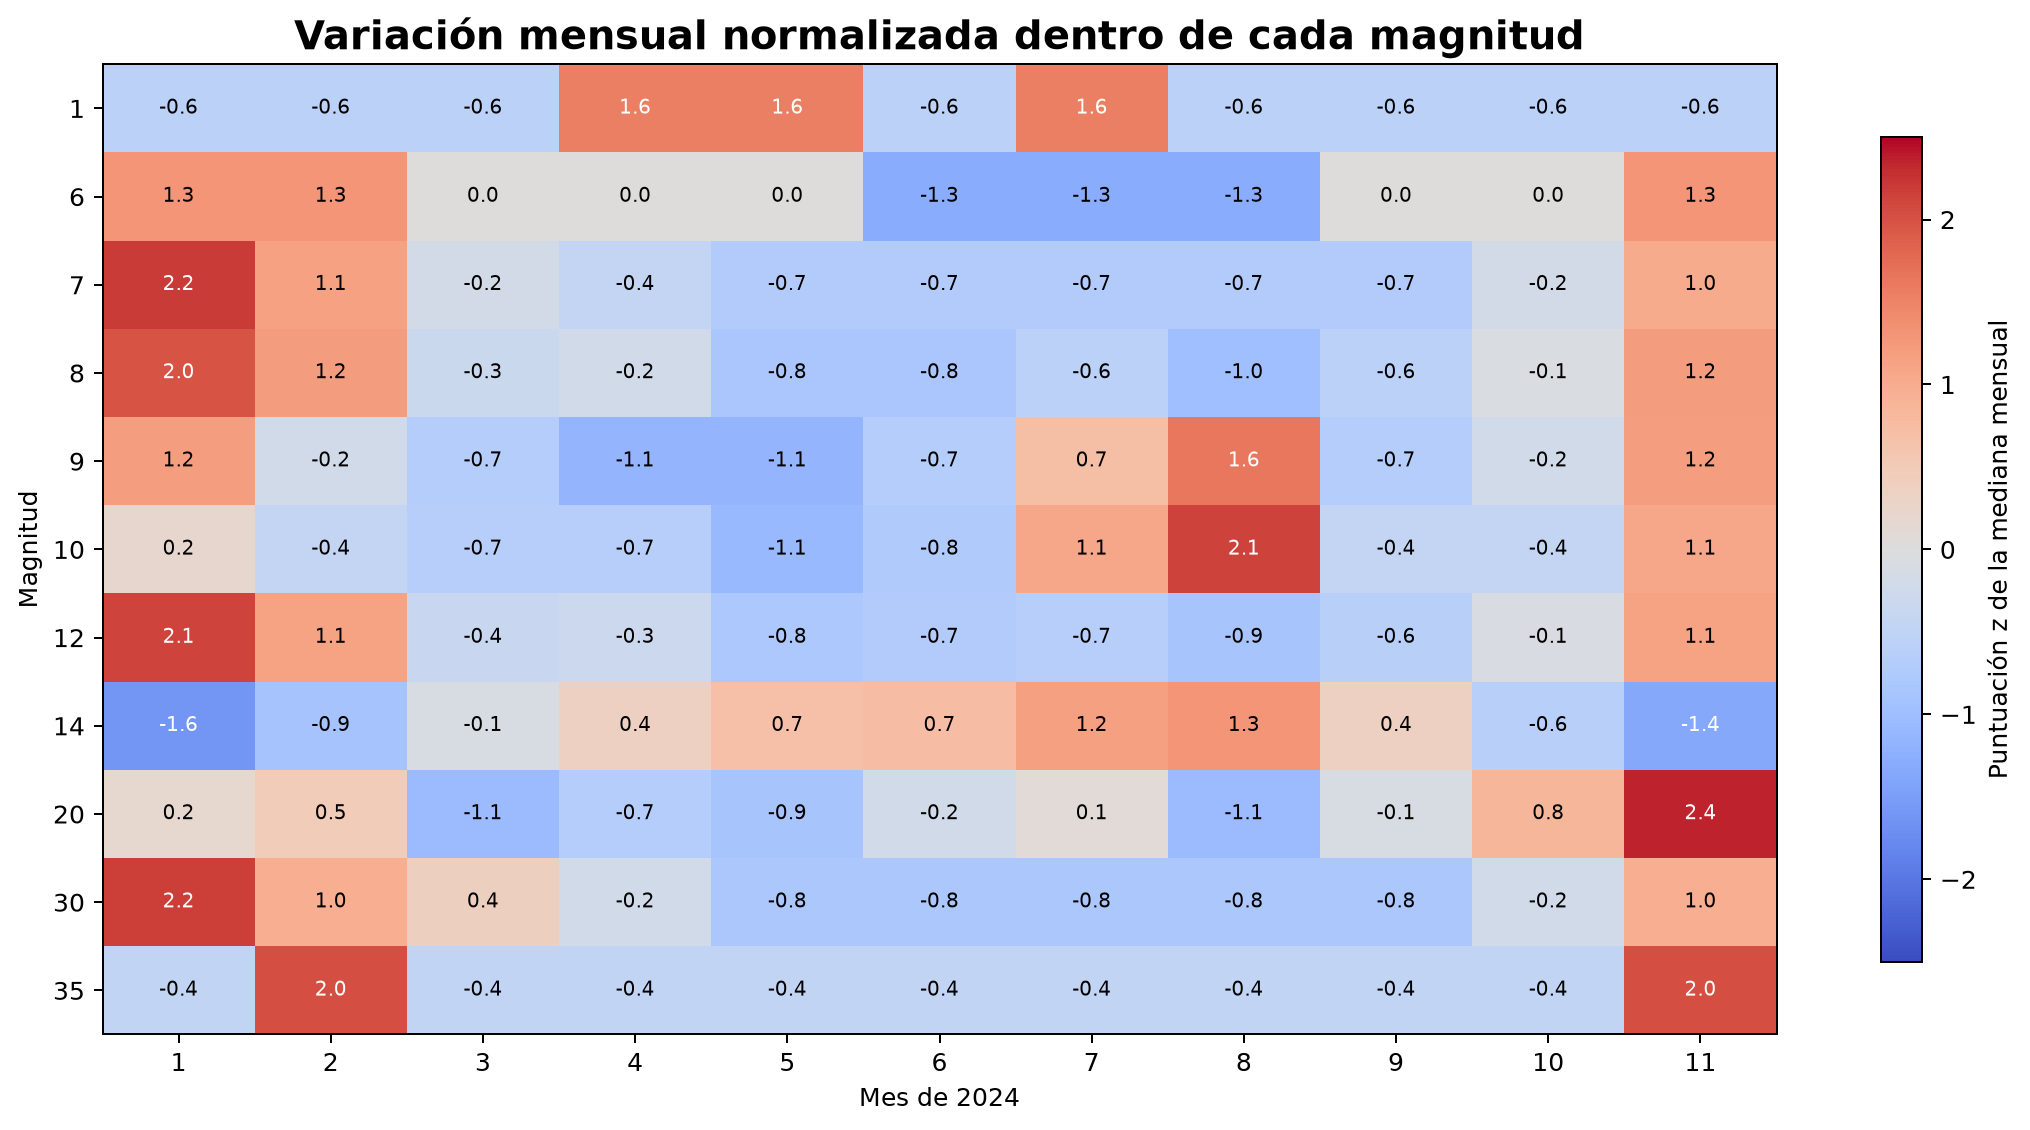 Variación mensual normalizada dentro de cada magnitud
1 -0.6 -0.6 -0.6 1.6 1.6 -0.6 1.6 -0.6 -0.6 -0.6 -0.6
6 1.3 1.3 0.0 0.0 0.0 -1.3 -1.3 -1.3 0.0 0.0 1.3
7 2.2 1.1 -0.2 -0.4 -0.7 -0.7 -0.7 -0.7 -0.7 -0.2 1.0
8 2.0 1.2 -0.3 -0.2 -0.8 -0.8 -0.6 -1.0 -0.6 -0.1 1.2
9 1.2 -0.2 -0.7 -1.1 -1.1 -0.7 0.7 1.6 -0.7 -0.2 1.2
10 0.2 -0.4 -0.7 -0.7 -1.1 -0.8 1.1 2.1 -0.4 -0.4 1.1
12 2.1 1.1 -0.4 -0.3 -0.8 -0.7 -0.7 -0.9 -0.6 -0.1 1.1
14 -1.6 -0.9 -0.1 0.4 0.7 0.7 1.2 1.3 0.4 -0.6 -1.4
20 0.2 0.5 -1.1 -0.7 -0.9 -0.2 0.1 -1.1 -0.1 0.8 2.4
30 2.2 1.0 0.4 -0.2 -0.8 -0.8 -0.8 -0.8 -0.8 -0.2 1.0
35 -0.4 2.0 -0.4 -0.4 -0.4 -0.4 -0.4 -0.4 -0.4 -0.4 2.0
1 2 3 4 5 6 7 8 9 10 11
Mes de 2024
Magnitud
2
1
0
−1
−2
Puntuación z de la mediana mensual